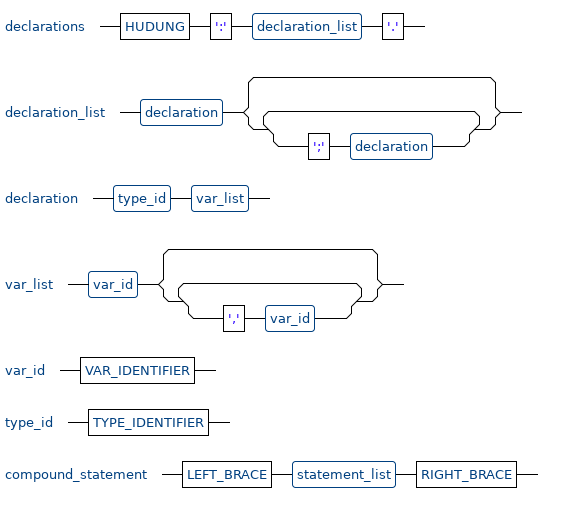 declarations HUDUNG ':' declaration_list '.'
declaration_list declaration
';' declaration
declaration type_id var_list
var_list var_id
',' var_id
var_id VAR_IDENTIFIER
type_id TYPE_IDENTIFIER
compound_statement LEFT_BRACE statement_list RIGHT_BRACE